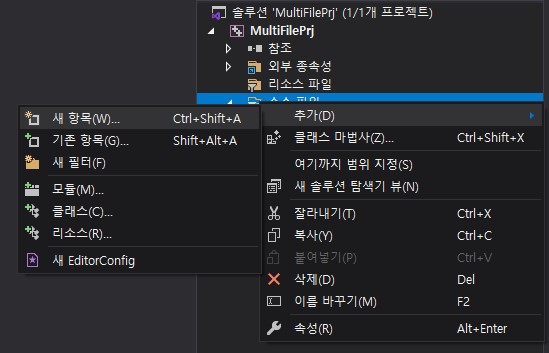 솔루션 'MultiFilePrj' (1/1개 프로젝트)
MultiFilePrj
참조
외부 종속성
리소스 파일
소스 파일
추가(D)
클래스 마법사(Z)... Ctrl+Shift+X
여기까지 범위 지정(S)
새 솔루션 탐색기 뷰(N)
잘라내기(T) Ctrl+X
복사(Y) Ctrl+C
붙여넣기(P) Ctrl+V
삭제(D) Del
이름 바꾸기(M) F2
속성(R) Alt+Enter
새 항목(W)... Ctrl+Shift+A
기존 항목(G)... Shift+Alt+A
새 필터(F)
모듈(M)...
클래스(C)...
리소스(R)...
새 EditorConfig